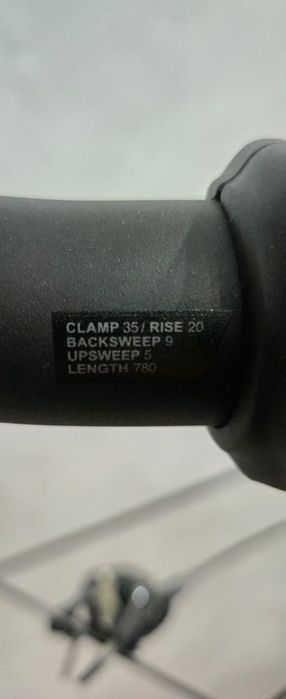 CLAMP 35/ RISE 20
BACKSWEEP 9
UPSWEEP 5
LENGTH 780